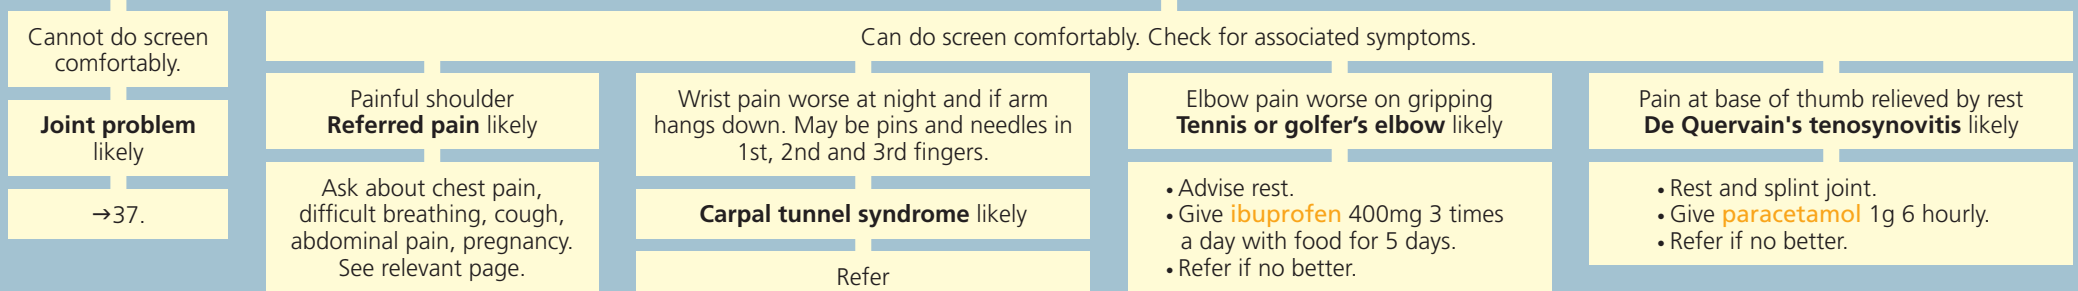 Cannot do screen
comfortably.
Joint problem
likely
→37.
Can do screen comfortably. Check for associated symptoms.
Painful shoulder
Referred pain likely
Ask about chest pain,
difficult breathing, cough,
abdominal pain, pregnancy.
See relevant page.
Wrist pain worse at night and if arm
hangs down. May be pins and needles in
1st, 2nd and 3rd fingers.
Carpal tunnel syndrome likely
Refer
Elbow pain worse on gripping
Tennis or golfer’s elbow likely
• Advise rest.
• Give ibuprofen 400mg 3 times
a day with food for 5 days.
• Refer if no better.
Pain at base of thumb relieved by rest
De Quervain's tenosynovitis likely
• Rest and splint joint.
• Give paracetamol 1g 6 hourly.
• Refer if no better.